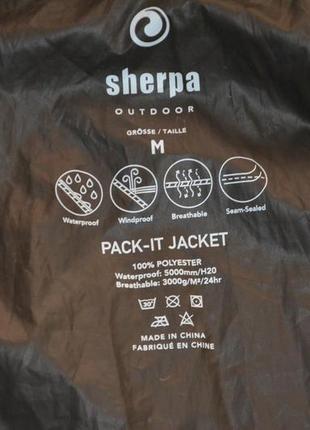 sherpa
OUTDOOR
GRÖSSE / TAILLE
M
Waterproof Windproof Breathable Seam-Sealed
PACK-IT JACKET
100% POLYESTER
Waterproof: 5000mm/H20
Breathable: 3000g/M²/24hr
30°
MADE IN CHINA
FABRIQUÉ EN CHINE